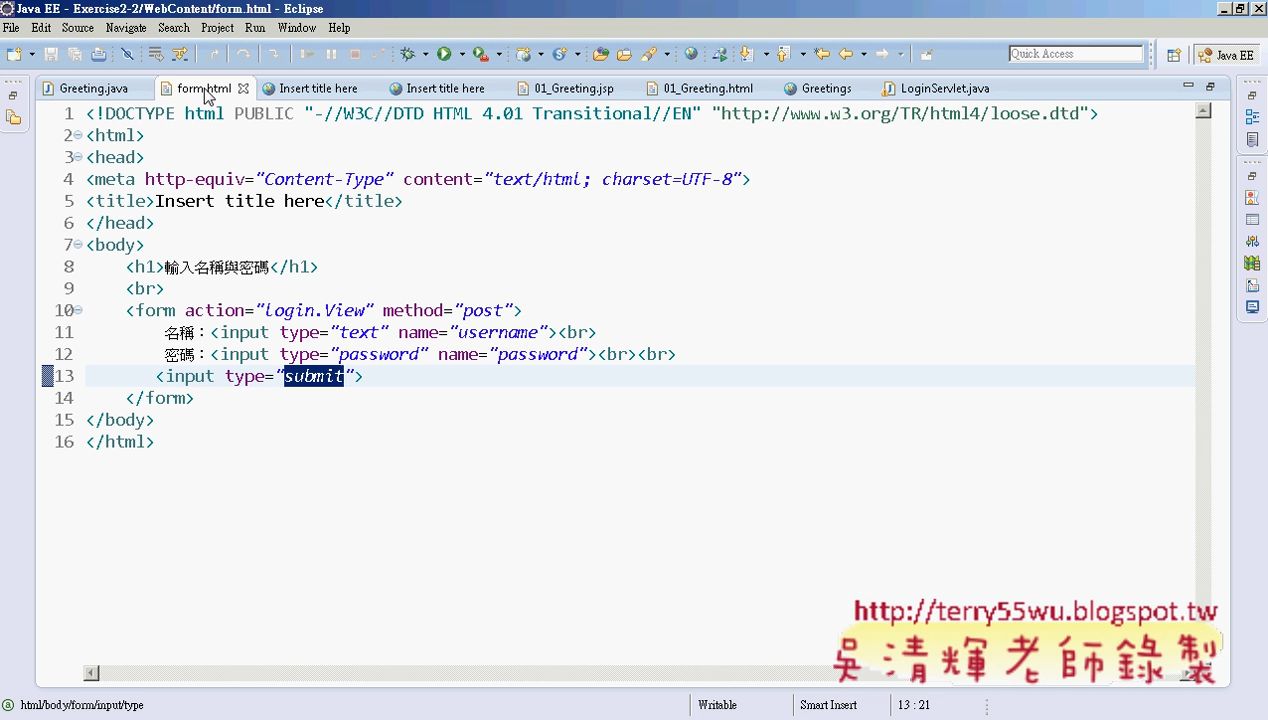 Java EE - Exercise2-2/WebContent/form.html - Eclipse
File Edit Source Navigate Search Project Run Window Help
Quick Access
Java EE
Greeting.java form.html Insert title here Insert title here 01_Greeting.jsp 01_Greeting.html Greetings LoginServlet.java
1 <!DOCTYPE html PUBLIC "-//W3C//DTD HTML 4.01 Transitional//EN" "http://www.w3.org/TR/html4/loose.dtd">
2 <html>
3 <head>
4 <meta http-equiv="Content-Type" content="text/html; charset=UTF-8">
5 <title>Insert title here</title>
6 </head>
7 <body>
8 <h1>輸入名稱與密碼</h1>
9 <br>
10 <form action="login.View" method="post">
11 名稱：<input type="text" name="username"><br>
12 密碼：<input type="password" name="password"><br><br>
13 <input type="submit">
14 </form>
15 </body>
16 </html>
http://terry55wu.blogspot.tw
吳清輝老師錄製
html/body/form/input/type Writable Smart Insert 13 : 21